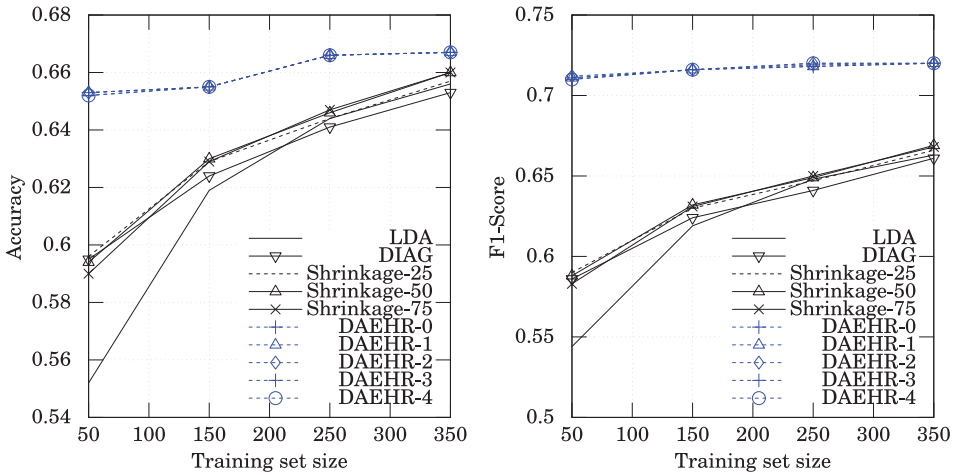 0.68
0.66
0.64
0.62
0.6
0.58
0.56
0.54
Accuracy
50 100 150 200 250 300 350
Training set size
LDA
DIAG
Shrinkage-25
Shrinkage-50
Shrinkage-75
DAEHR-0
DAEHR-1
DAEHR-2
DAEHR-3
DAEHR-4
0.75
0.7
0.65
0.6
0.55
0.5
F1-Score
50 100 150 200 250 300 350
Training set size
LDA
DIAG
Shrinkage-25
Shrinkage-50
Shrinkage-75
DAEHR-0
DAEHR-1
DAEHR-2
DAEHR-3
DAEHR-4